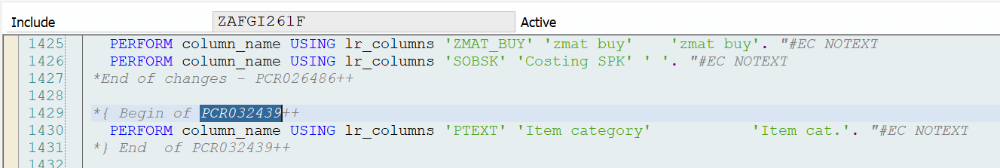 Include ZAFGI261F Active
1425 PERFORM column_name USING lr_columns 'ZMAT_BUY' 'zmat buy' 'zmat buy'. "#EC NOTEXT
1426 PERFORM column_name USING lr_columns 'SOBSK' 'Costing SPK' ' '. "#EC NOTEXT
1427 *End of changes - PCR026486++
1428
1429 *{ Begin of PCR032439++
1430 PERFORM column_name USING lr_columns 'PTEXT' 'Item category' 'Item cat.'. "#EC NOTEXT
1431 *} End of PCR032439++
1432